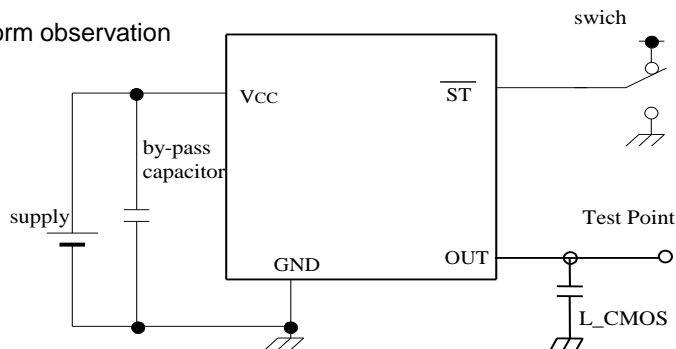 orm observation
swich
VCC
ST
by-pass
capacitor
supply
Test Point
OUT
GND
L_CMOS